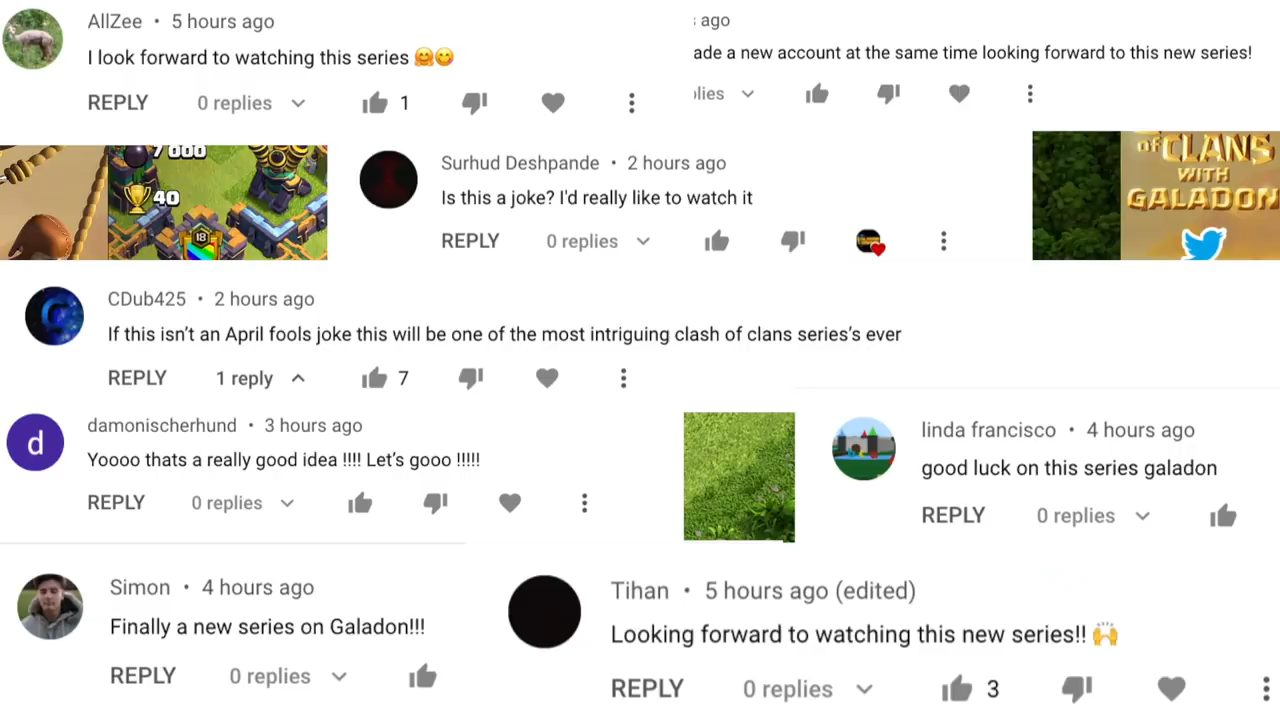 AllZee • 5 hours ago
I look forward to watching this series 🤗😋
REPLY 0 replies 1
ago
ade a new account at the same time looking forward to this new series!
lies
7 000
40
18
Surhud Deshpande • 2 hours ago
Is this a joke? I'd really like to watch it
REPLY 0 replies
of CLANS
WITH
GALADON
CDub425 • 2 hours ago
If this isn't an April fools joke this will be one of the most intriguing clash of clans series's ever
REPLY 1 reply 7
d
damonischerhund • 3 hours ago
Yoooo thats a really good idea !!!! Let's gooo !!!!!
REPLY 0 replies
linda francisco • 4 hours ago
good luck on this series galadon
REPLY 0 replies
Simon • 4 hours ago
Finally a new series on Galadon!!!
REPLY 0 replies
Tihan • 5 hours ago (edited)
Looking forward to watching this new series!! 🙌
REPLY 0 replies 3